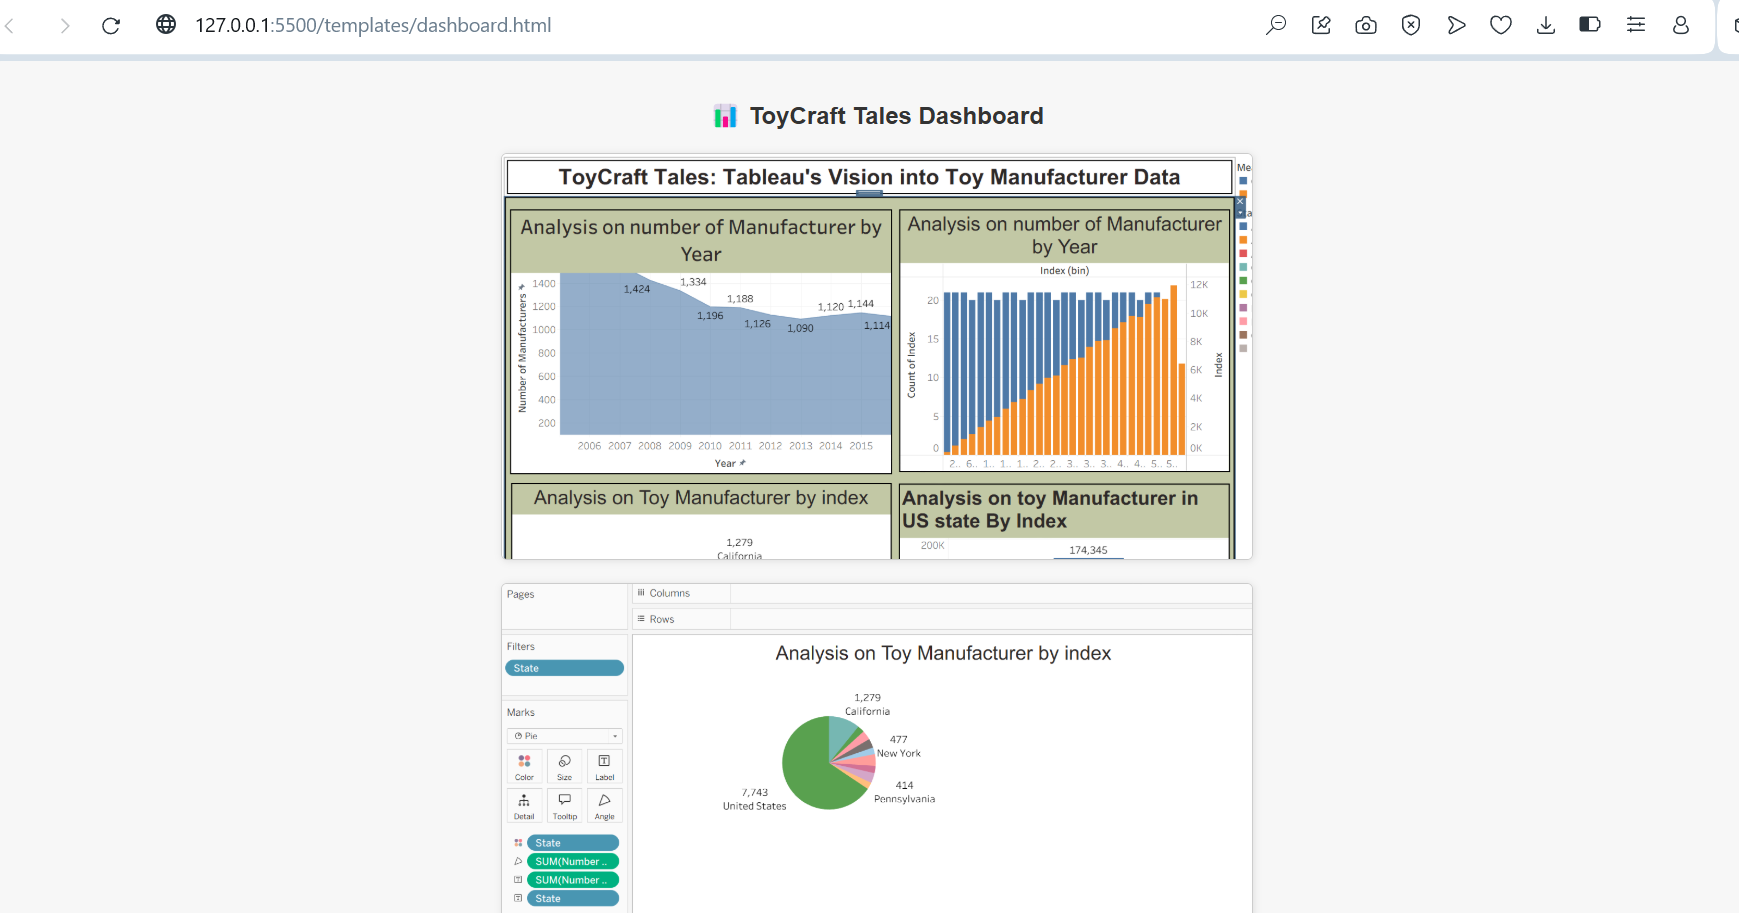 127.0.0.1:5500/templates/dashboard.html
ToyCraft Tales Dashboard
ToyCraft Tales: Tableau's Vision into Toy Manufacturer Data
Me
Analysis on number of Manufacturer by
Year
1400
1200
1000
800
600
400
200
Number of Manufacturers
1,424
1,334
1,196
1,188
1,126
1,090
1,120
1,144
1,114
2006 2007 2008 2009 2010 2011 2012 2013 2014 2015
Year
Analysis on number of Manufacturer
by Year
Index (bin)
20
15
10
5
0
Count of Index
12K
10K
8K
6K
4K
2K
0K
Index
2.. 6.. 1.. 1.. 1.. 2.. 2.. 3.. 3.. 3.. 4.. 4.. 5.. 5..
Analysis on Toy Manufacturer by index
1,279
California
Analysis on toy Manufacturer in
US state By Index
200K
174,345
Pages
Columns
Rows
Filters
State
Marks
Pie
Color Size Label
Detail Tooltip Angle
State
SUM(Number ..
SUM(Number ..
State
Analysis on Toy Manufacturer by index
1,279
California
477
New York
414
Pennsylvania
7,743
United States